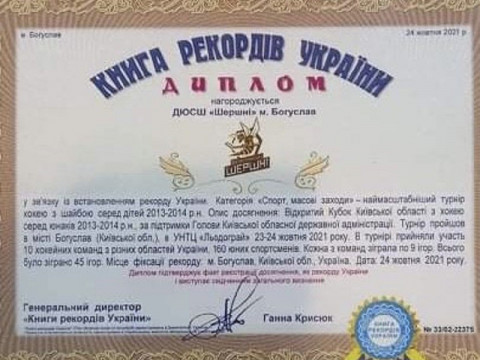 м Богуслав
24 жовтня 2021 р
КНИГА РЕКОРДІВ УКРАЇНИ
ДИПЛОМ
нагороджується
ДЮСШ «Шершні» м. Богуслав
ШЕРШНІ
у зв'язку із встановленням рекорду України. Категорія «Спорт, масові заходи» – наймасштабніший турнір
хокею з шайбою серед дітей 2013-2014 р.н. Опис досягнення: Відкритий Кубок Київської області з хокею
серед юнаків 2013-2014 р.н., за підтримки Голови Київської обласної державної адміністрації. Турнір пройшов
в місті Богуслав (Київської обл.), в УНТЦ «Льодограй» 23-24 жовтня 2021 року. В турнірі прийняли участь
10 хокейних команд з різних областей України, 160 юних спортсменів. Кожна з команд зіграла по 9 ігор. Всього
було зіграно 45 ігор. Місце фіксації рекорду: м. Богуслав, Київської обл., Україна. Дата: 24 жовтня 2021 року.
Диплом підтверджує факт реєстрації досягнення, як рекорду України
і виступає свідченням загального визнання
Генеральний директор
«Книги рекордів України»
Ганна Крисюк
КНИГА
РЕКОРДІВ
УКРАЇНИ
№ 33/02-2237S